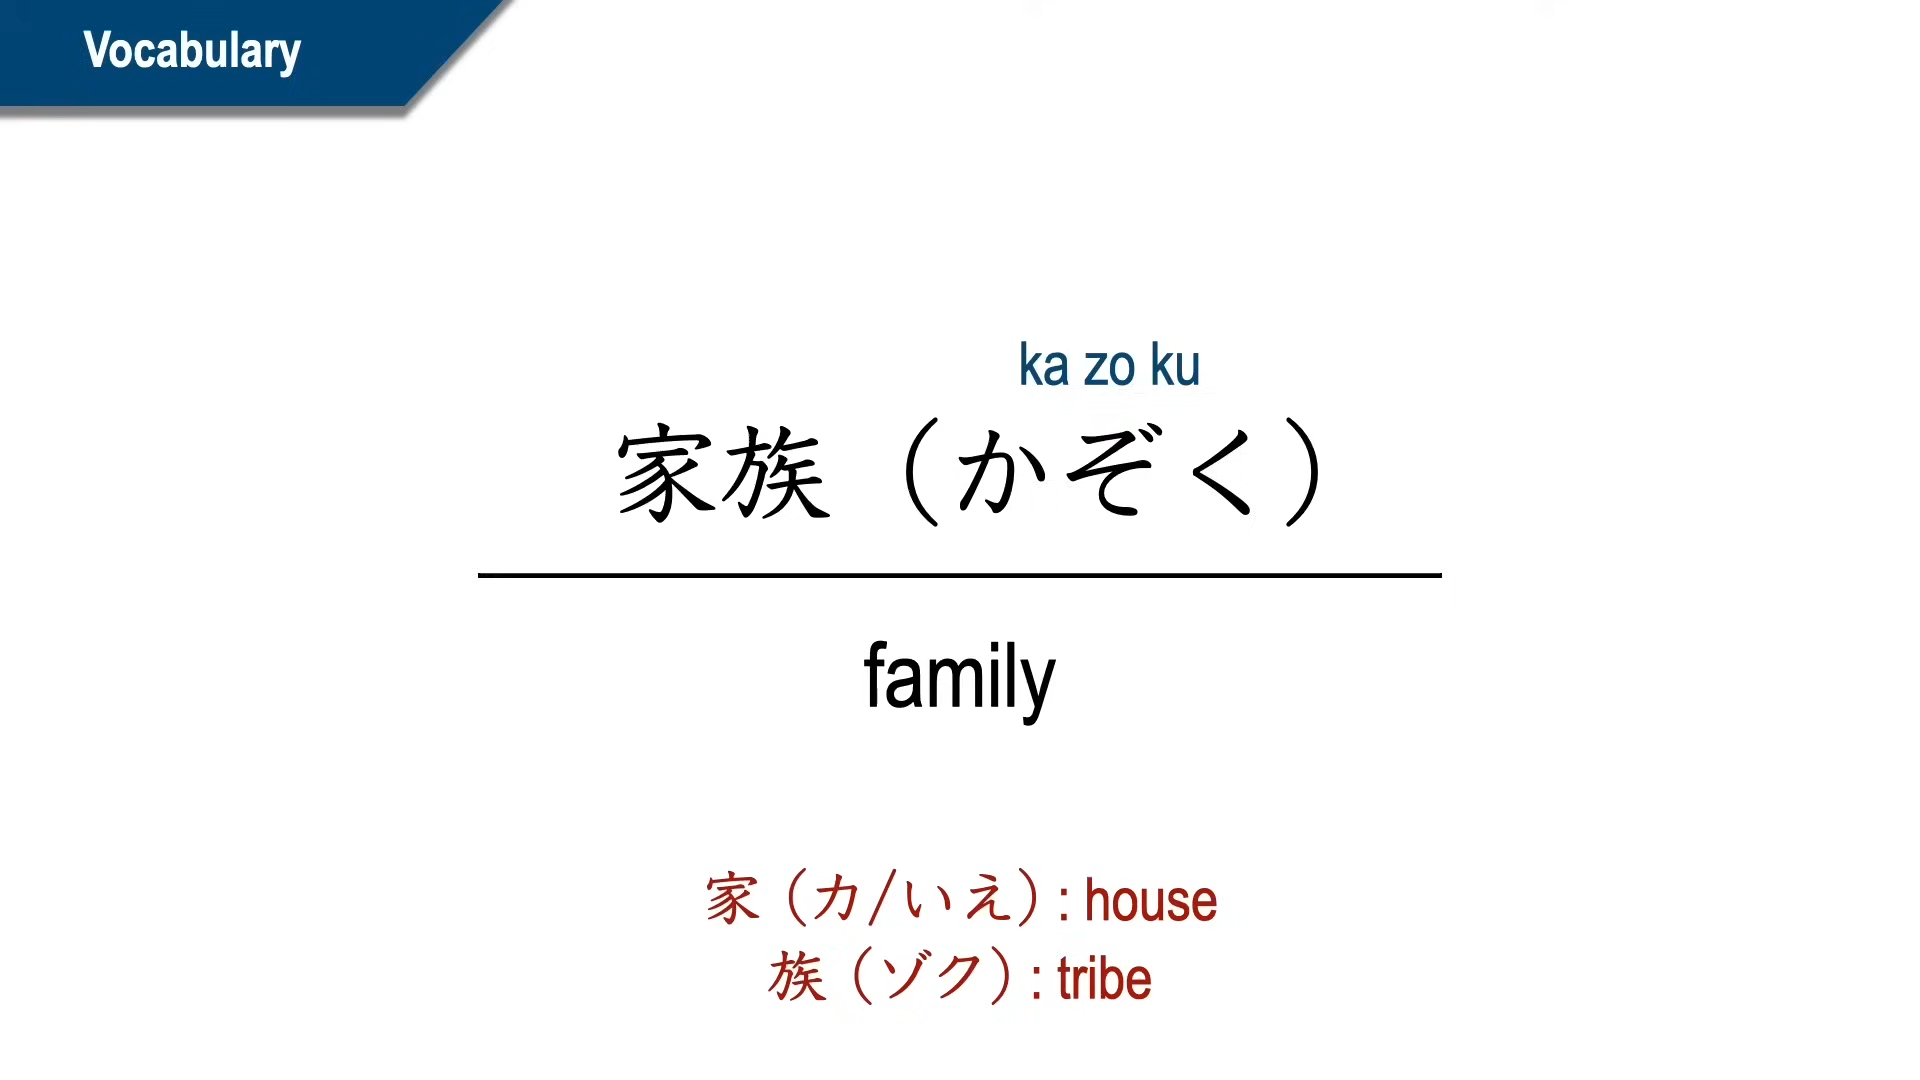 Vocabulary
ka zo ku
家族（かぞく）
family
家（カ/いえ）: house
族（ゾク）: tribe